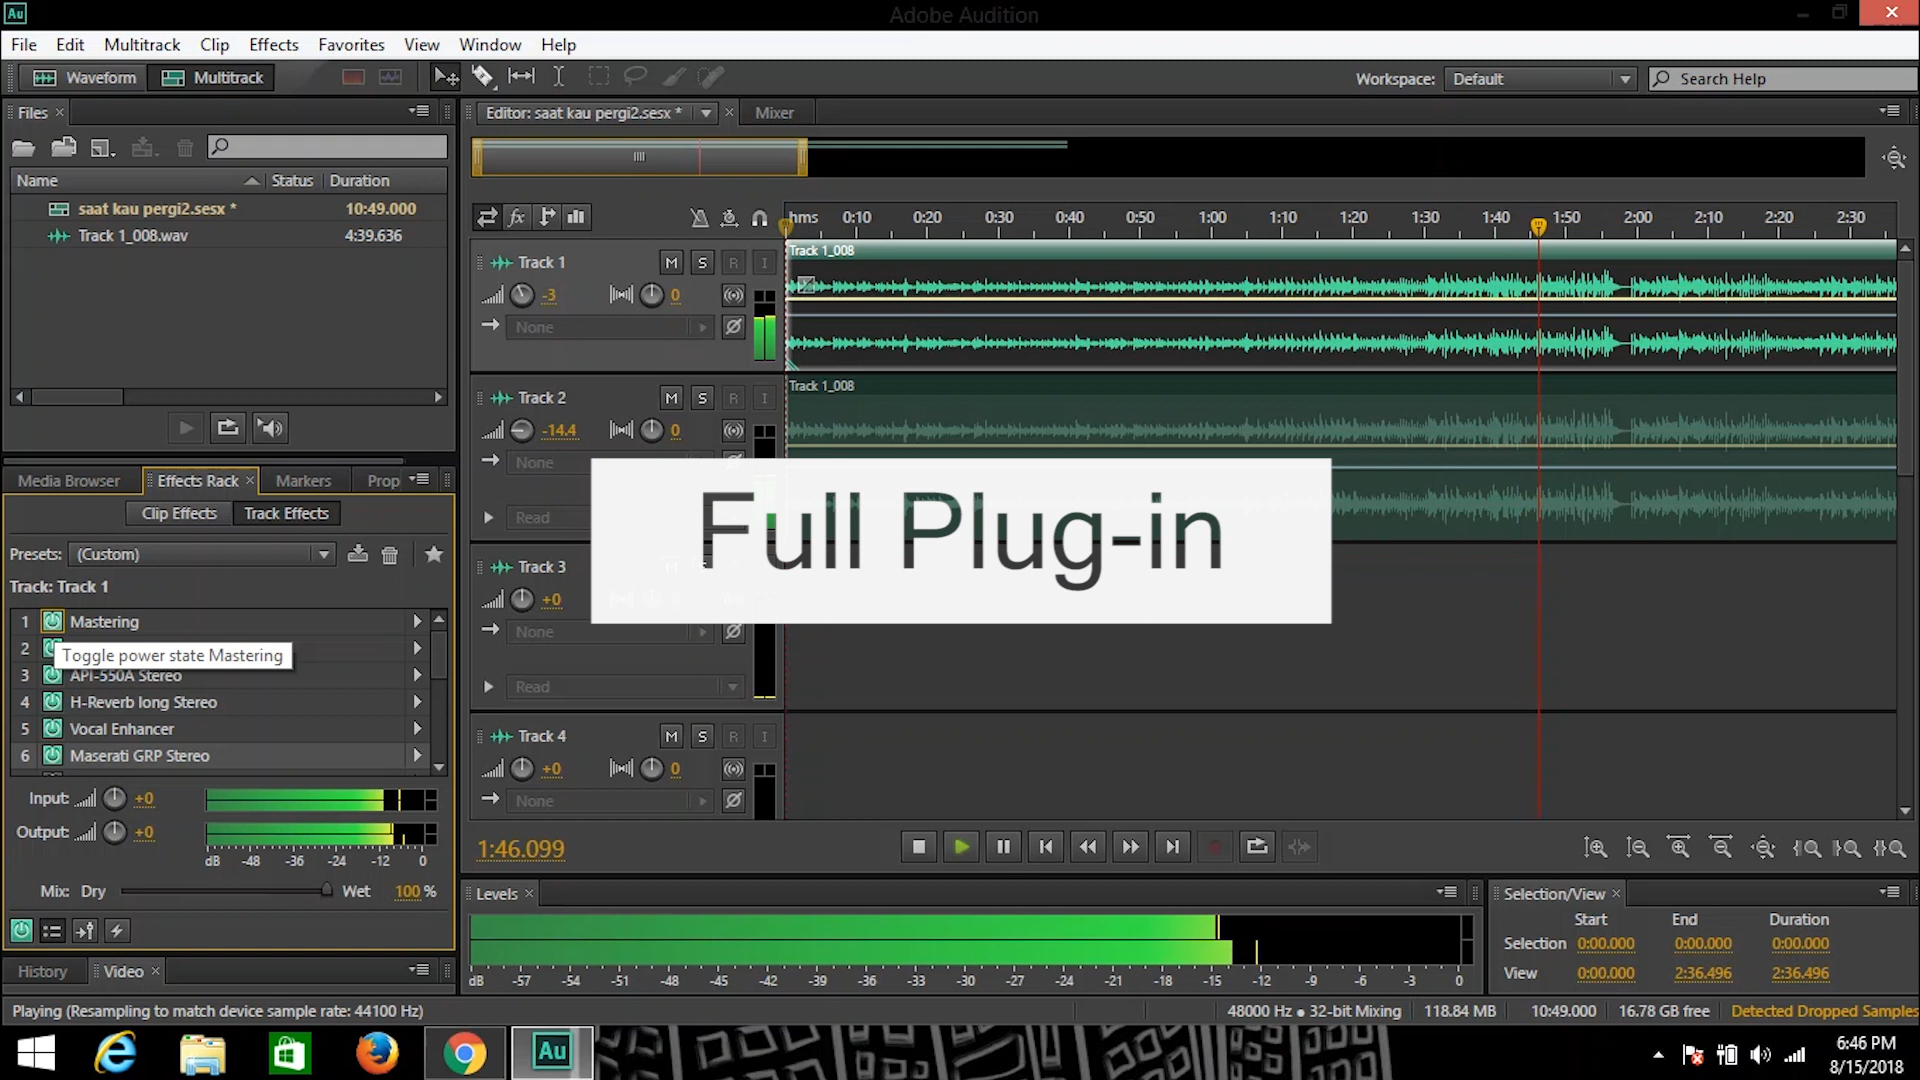 Au
Adobe Audition
File Edit Multitrack Clip Effects Favorites View Window Help
Waveform Multitrack
Workspace: Default Search Help
Files
Name Status Duration
saat kau pergi2.sesx * 10:49.000
Track 1_008.wav 4:39.636
Editor: saat kau pergi2.sesx * Mixer
fx
hms 0:10 0:20 0:30 0:40 0:50 1:00 1:10 1:20 1:30 1:40 1:50 2:00 2:10 2:20 2:30
Track 1 M S R I
-3 0
None
Track 1_008
Track 2 M S R I
-14.4 0
None
Read
Track 1_008
Full Plug-in
Track 3
+0
None
Read
Track 4 M S R I
+0 0
None
Media Browser Effects Rack Markers Prop
Clip Effects Track Effects
Presets: (Custom)
Track: Track 1
1 Mastering
2
Toggle power state Mastering
3 API-550A Stereo
4 H-Reverb long Stereo
5 Vocal Enhancer
6 Maserati GRP Stereo
Input: +0
Output: +0
dB -48 -36 -24 -12 0
Mix: Dry Wet 100 %
History Video
1:46.099
Levels
dB -57 -54 -51 -48 -45 -42 -39 -36 -33 -30 -27 -24 -21 -18 -15 -12 -9 -6 -3 0
Selection/View
Start End Duration
Selection 0:00.000 0:00.000 0:00.000
View 0:00.000 2:36.496 2:36.496
Playing (Resampling to match device sample rate: 44100 Hz)
48000 Hz ● 32-bit Mixing 118.84 MB 10:49.000 16.78 GB free Detected Dropped Samples
Au
6:46 PM
8/15/2018